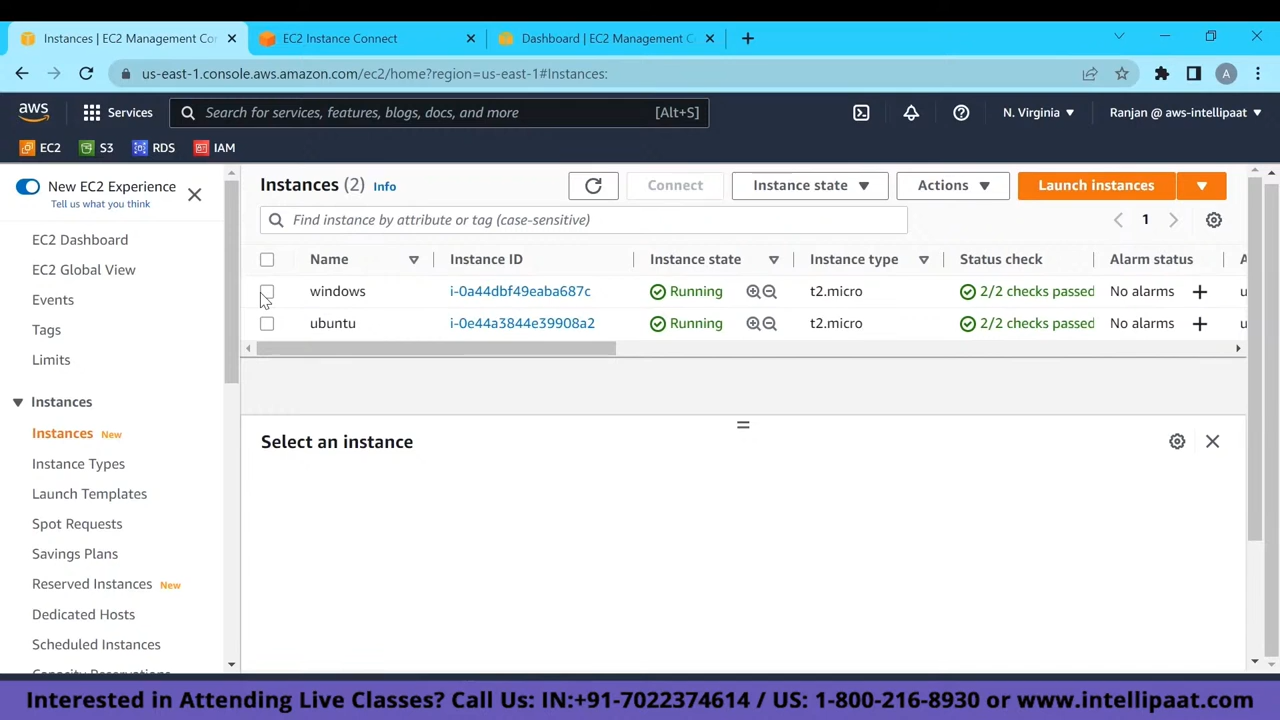 Instances | EC2 Management Co
EC2 Instance Connect
Dashboard | EC2 Management C
us-east-1.console.aws.amazon.com/ec2/home?region=us-east-1#Instances:
A
aws
Services
Search for services, features, blogs, docs, and more
[Alt+S]
N. Virginia
Ranjan @ aws-intellipaat
EC2
S3
RDS
IAM
New EC2 Experience
Tell us what you think
EC2 Dashboard
EC2 Global View
Events
Tags
Limits
Instances
Instances New
Instance Types
Launch Templates
Spot Requests
Savings Plans
Reserved Instances New
Dedicated Hosts
Scheduled Instances
Capacity Reservations
Instances (2) Info
Connect
Instance state
Actions
Launch instances
Find instance by attribute or tag (case-sensitive)
1
Name Instance ID Instance state Instance type Status check Alarm status A
windows i-0a44dbf49eaba687c Running t2.micro 2/2 checks passed No alarms + u
ubuntu i-0e44a3844e39908a2 Running t2.micro 2/2 checks passed No alarms + u
Select an instance
Interested in Attending Live Classes? Call Us: IN:+91-7022374614 / US: 1-800-216-8930 or www.intellipaat.com